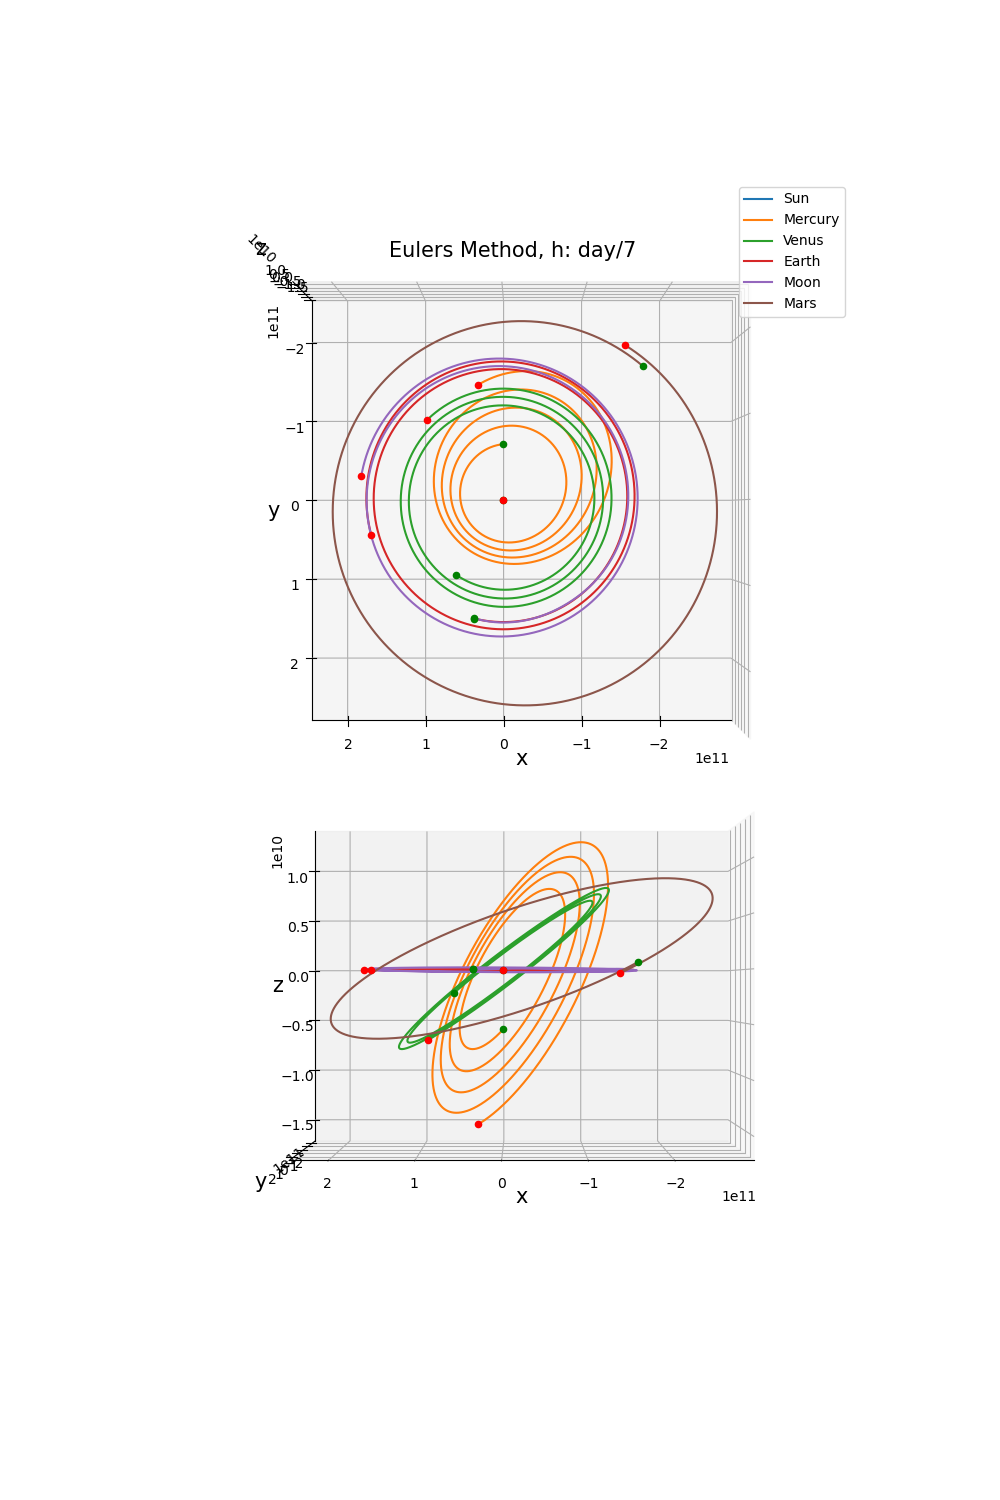 Sun
Mercury
Venus
Earth
Moon
Mars
Eulers Method, h: day/7
1e10
1e11
−2
−1
y 0
1
2
2 1 0 −1 −2
x 1e11
1e10
1.0
0.5
0.0
z
−0.5
−1.0
−1.5
y
2 1 0 −1 −2
x 1e11